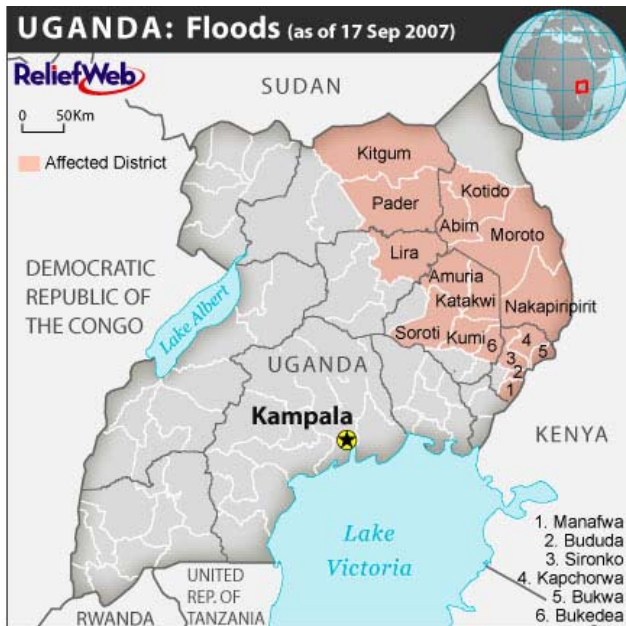 UGANDA: Floods (as of 17 Sep 2007)
ReliefWeb
SUDAN
0 50Km
Affected District
Kitgum
Kotido
Pader
Abim
Moroto
Lira
DEMOCRATIC
REPUBLIC OF
THE CONGO
Lake Albert
Amuria
Katakwi
Nakapiripirit
Soroti
Kumi
6
4
5
3
2
1
UGANDA
Kampala
KENYA
Lake
Victoria
1. Manafwa
2. Bududa
3. Sironko
4. Kapchorwa
5. Bukwa
6. Bukedea
UNITED
REP. OF
TANZANIA
RWANDA